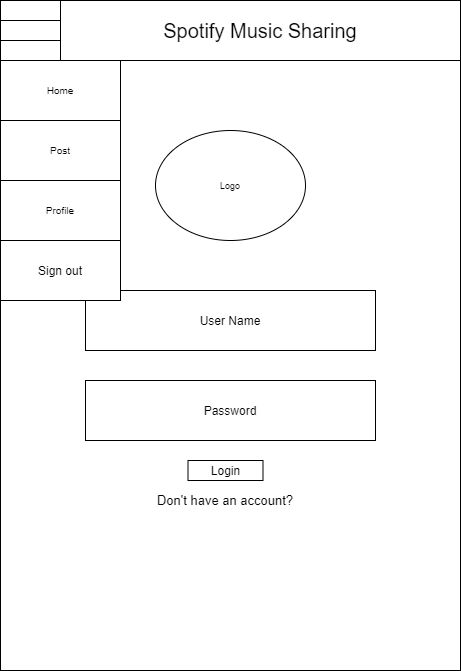 Spotify Music Sharing
Home
Post
Logo
Profile
Sign out
User Name
Password
Login
Don't have an account?